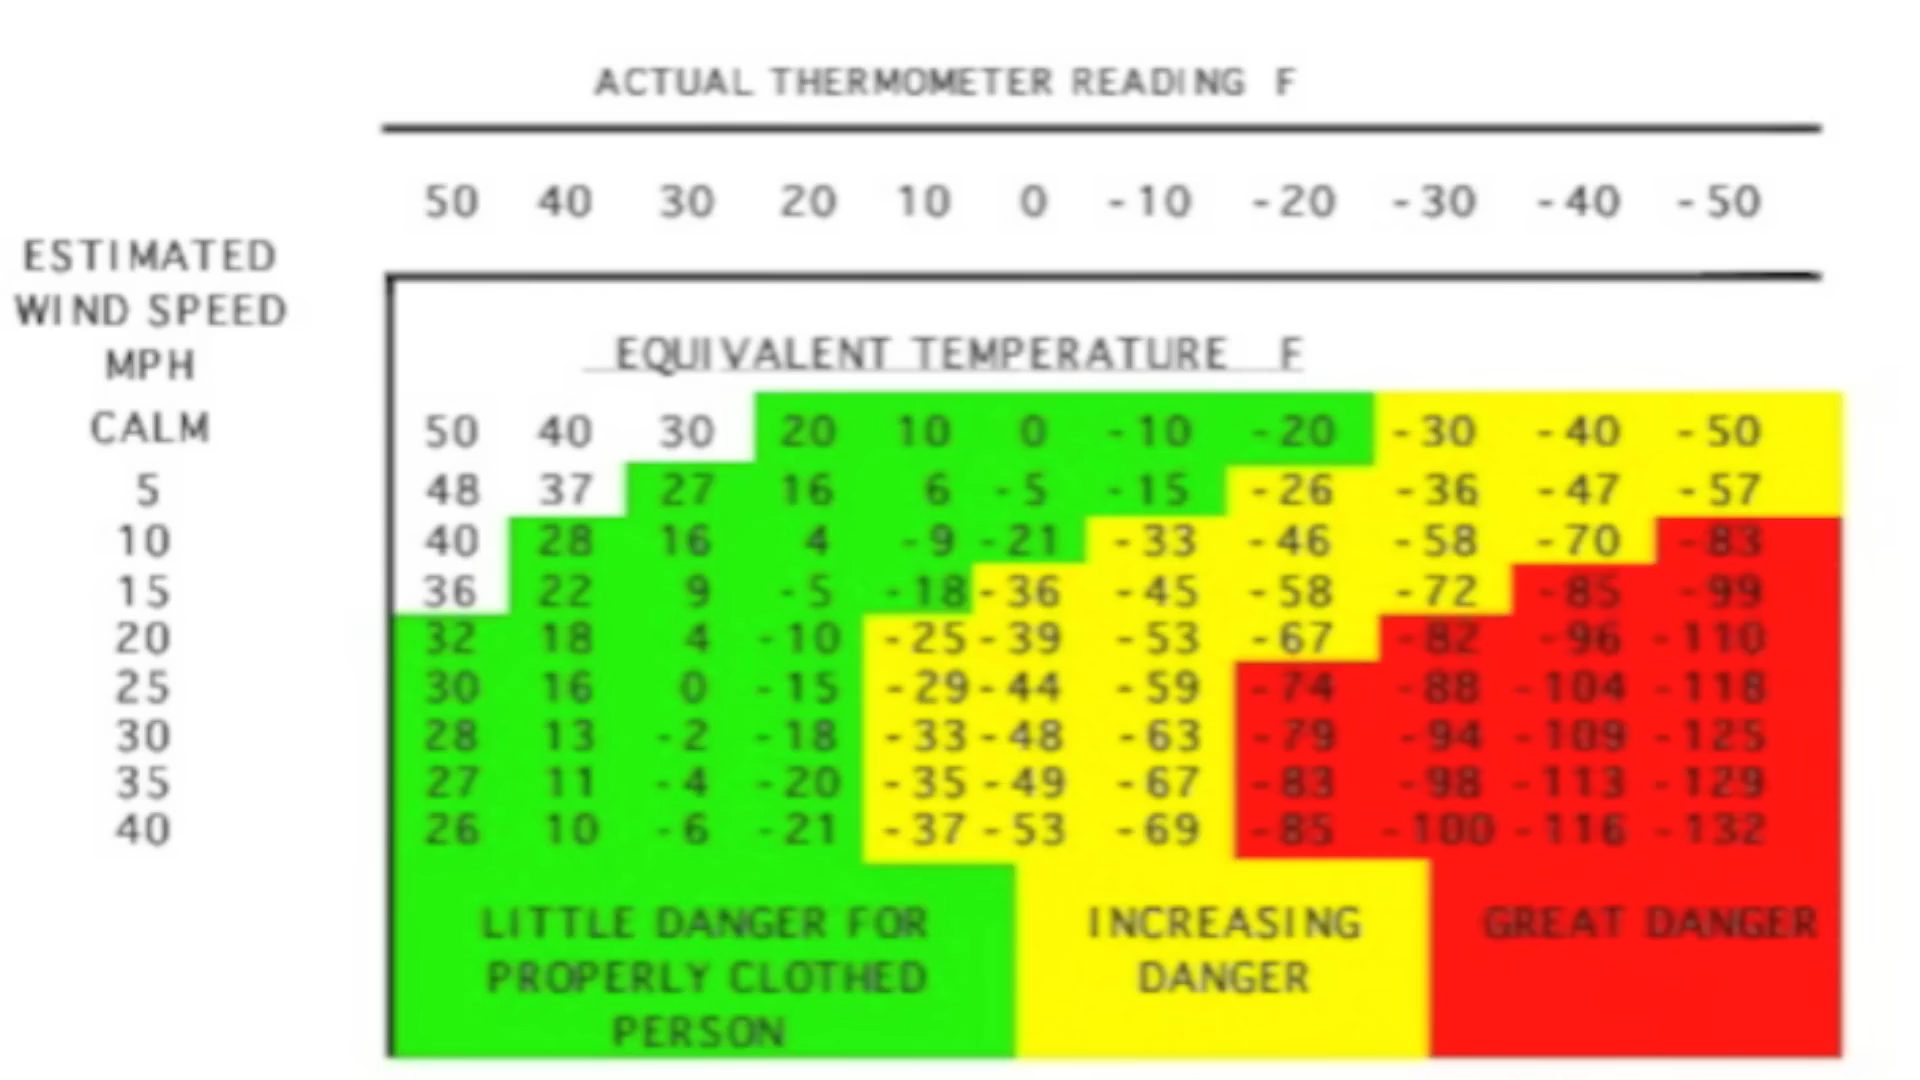 ACTUAL THERMOMETER READING F
50 40 30 20 10 0 -10 -20 -30 -40 -50
ESTIMATED
WIND SPEED
MPH
EQUIVALENT TEMPERATURE F
CALM 50 40 30 20 10 0 -10 -20 -30 -40 -50
5 48 37 27 16 6 -5 -15 -26 -36 -47 -57
10 40 28 16 4 -9 -21 -33 -46 -58 -70 -83
15 36 22 9 -5 -18 -36 -45 -58 -72 -85 -99
20 32 18 4 -10 -25 -39 -53 -67 -82 -96 -110
25 30 16 0 -15 -29 -44 -59 -74 -88 -104 -118
30 28 13 -2 -18 -33 -48 -63 -79 -94 -109 -125
35 27 11 -4 -20 -35 -49 -67 -83 -98 -113 -129
40 26 10 -6 -21 -37 -53 -69 -85 -100 -116 -132
LITTLE DANGER FOR
PROPERLY CLOTHED
PERSON
INCREASING
DANGER
GREAT DANGER